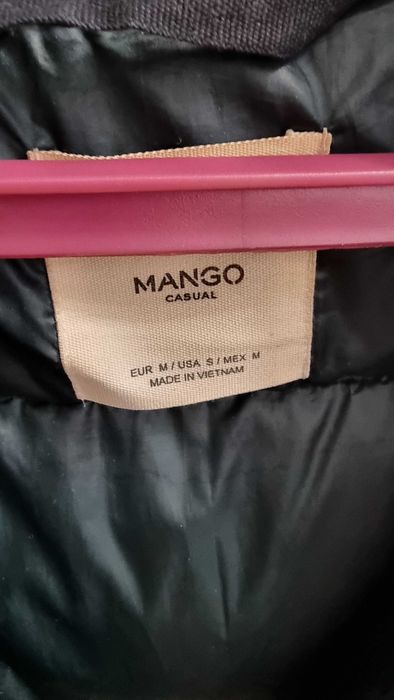 MANGO
CASUAL
EUR M / USA S / MEX M
MADE IN VIETNAM